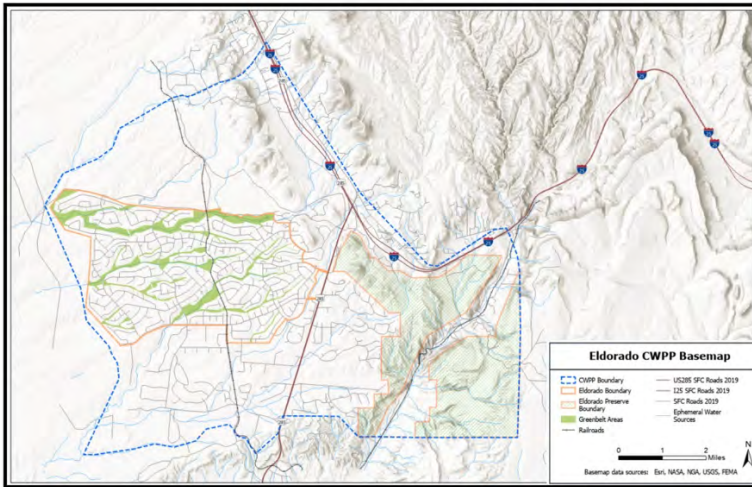 Eldorado CWPP Basemap
CWPP Boundary
Eldorado Boundary
Eldorado Preserve
Boundary
Greenbelt Areas
Railroads
US285 SFC Roads 2019
I25 SFC Roads 2019
SFC Roads 2019
Ephemeral Water
Sources
N
0 1 2
Miles
Basemap data sources: Esri, NASA, NGA, USGS, FEMA